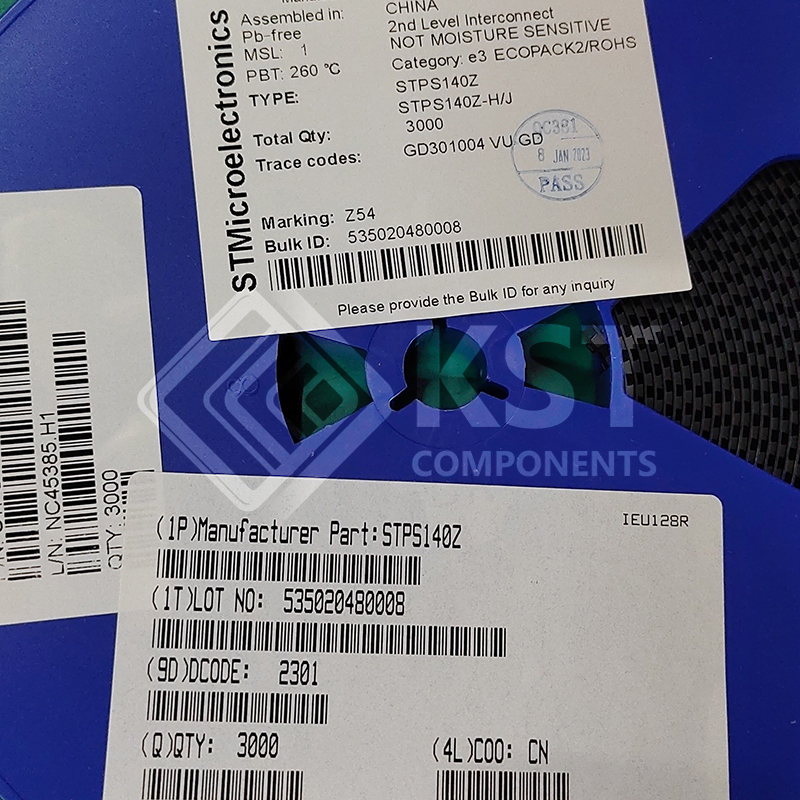 STMicroelectronics
Assembled in: CHINA
Pb-free 2nd Level Interconnect
MSL: 1 NOT MOISTURE SENSITIVE
PBT: 260 °C Category: e3 ECOPACK2/ROHS
TYPE: STPS140Z
STPS140Z-H/J
Total Qty: 3000
Trace codes: GD301004 VU GD
QC381
8 JAN 2023
PASS
Marking: Z54
Bulk ID: 535020480008
Please provide the Bulk ID for any inquiry
KST
COMPONENTS
L/N: NC45385.H1
QTY: 3000
IEU128R
(1P)Manufacturer Part:STPS140Z
(1T)LOT NO: 535020480008
(9D)DCODE: 2301
(Q)QTY: 3000 (4L)COO: CN